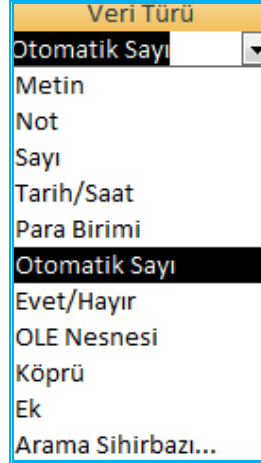 Veri Türü
Otomatik Sayı
Metin
Not
Sayı
Tarih/Saat
Para Birimi
Otomatik Sayı
Evet/Hayır
OLE Nesnesi
Köprü
Ek
Arama Sihirbazı...